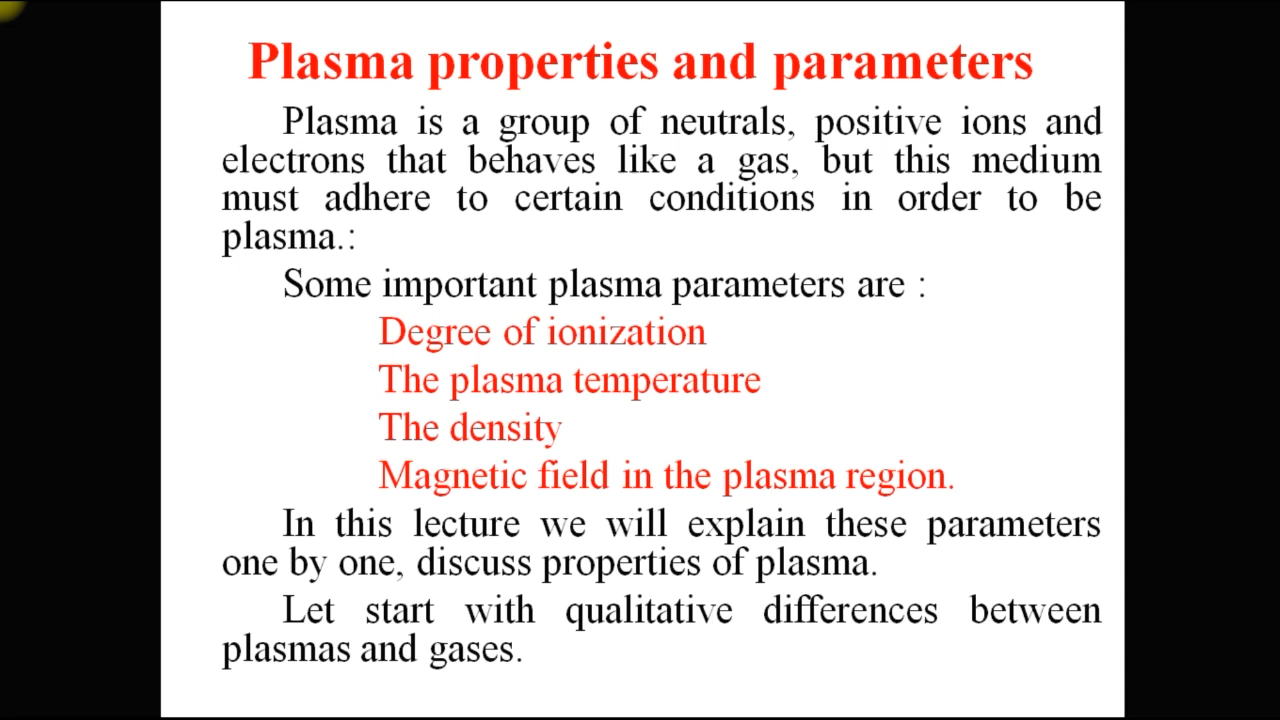 Plasma properties and parameters
Plasma is a group of neutrals, positive ions and
electrons that behaves like a gas, but this medium
must adhere to certain conditions in order to be
plasma.:
Some important plasma parameters are :
Degree of ionization
The plasma temperature
The density
Magnetic field in the plasma region.
In this lecture we will explain these parameters
one by one, discuss properties of plasma.
Let start with qualitative differences between
plasmas and gases.